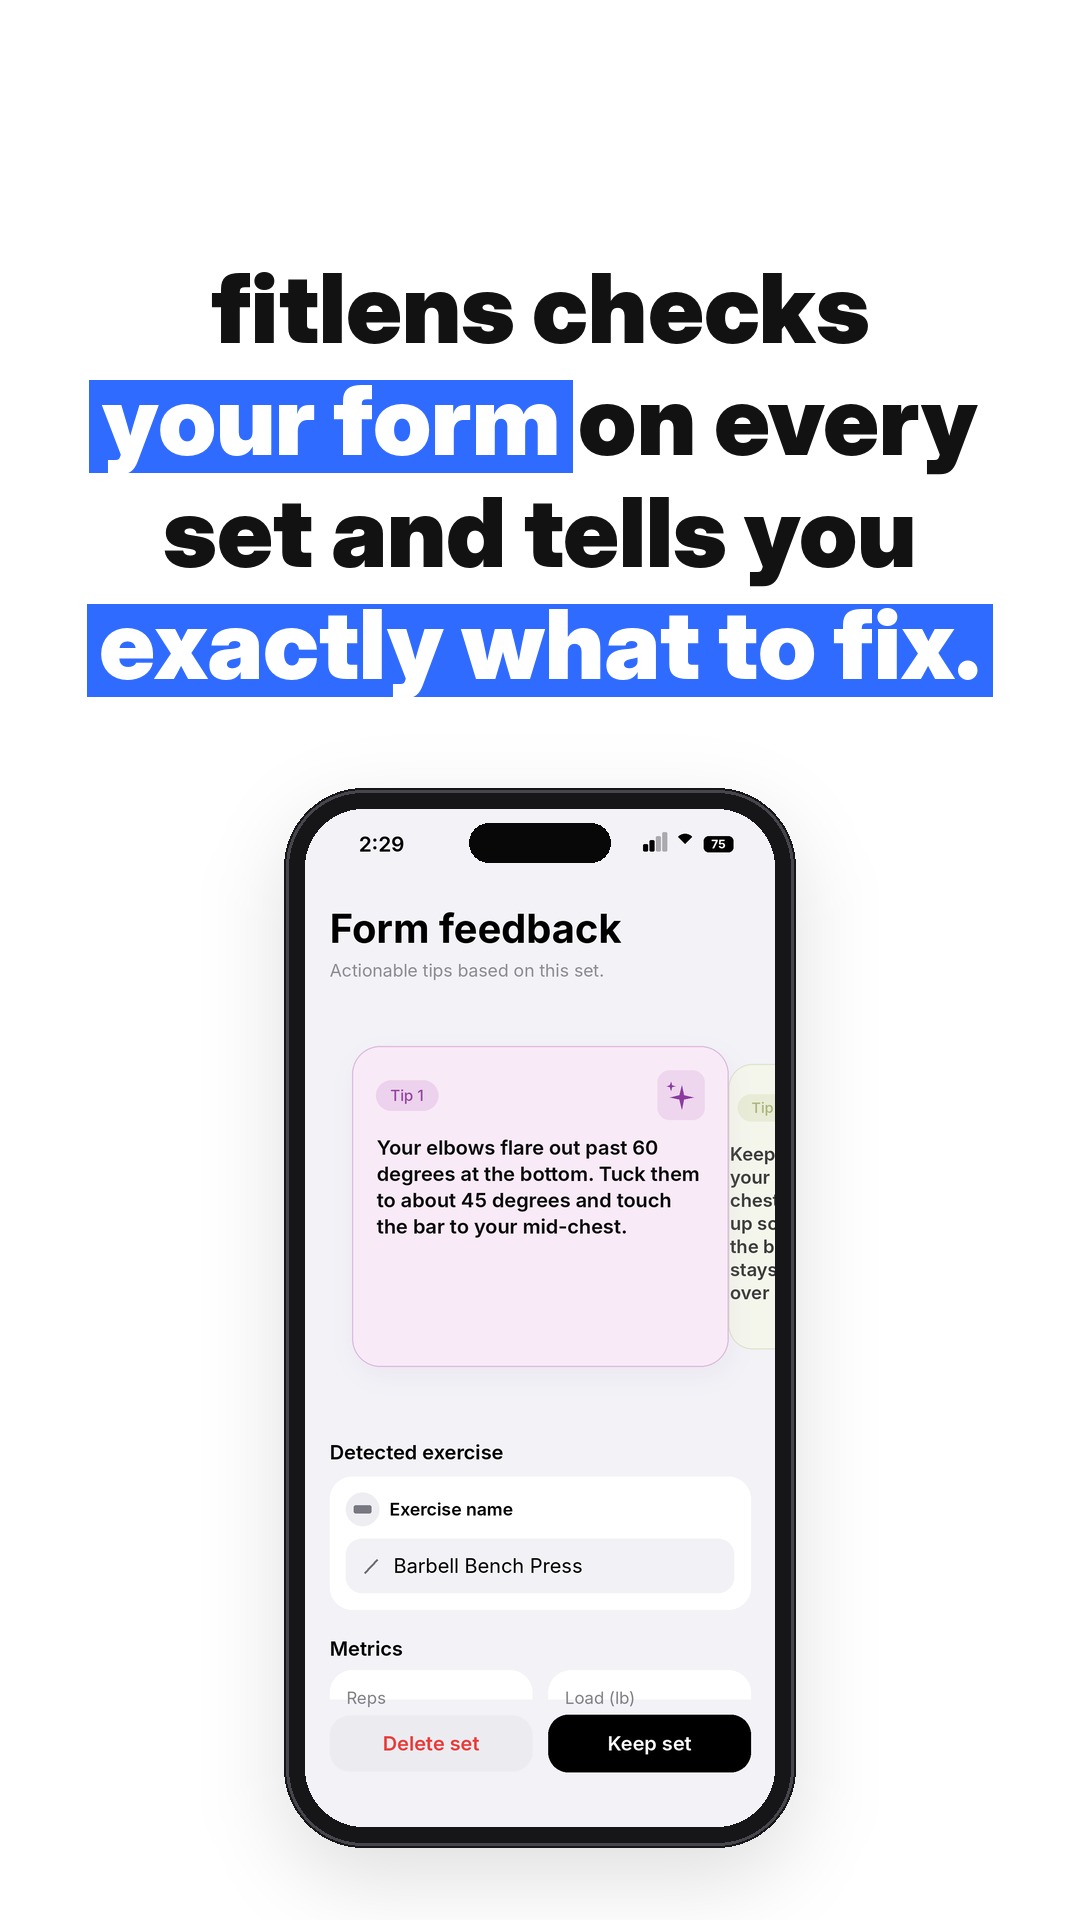 fitlens checks
your form on every
set and tells you
exactly what to fix.
2:29
75
Form feedback
Actionable tips based on this set.
Tip 1
Your elbows flare out past 60
degrees at the bottom. Tuck them
to about 45 degrees and touch
the bar to your mid-chest.
Tip
Keep
your
chest
up so
the b
stays
over
Detected exercise
Exercise name
Barbell Bench Press
Metrics
Reps
Load (lb)
Delete set
Keep set